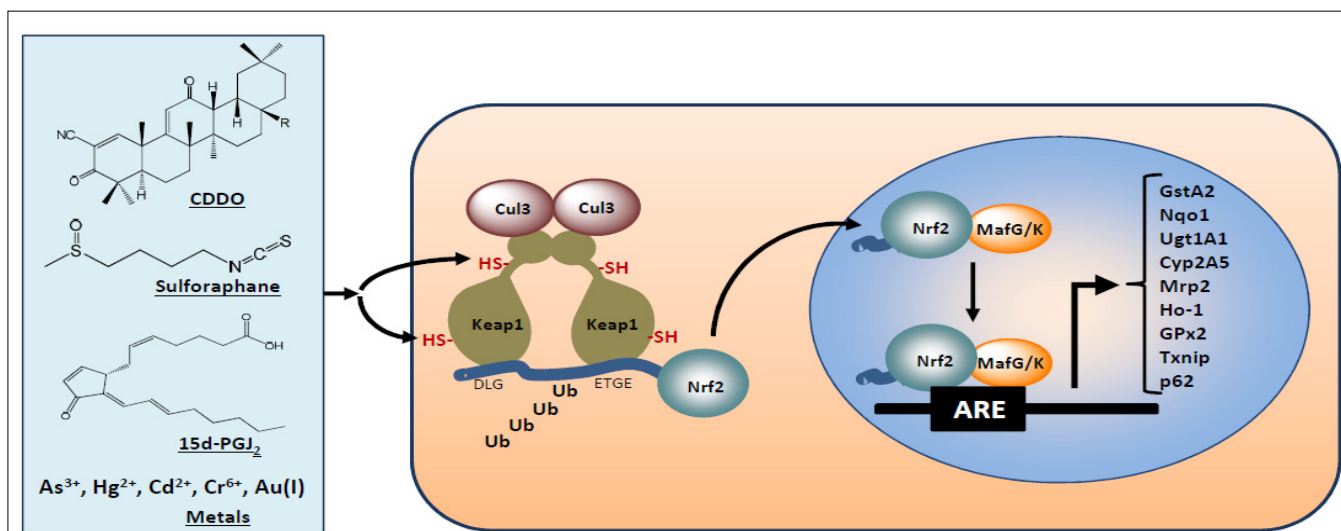 O
H
H
R
NC
O
H
CDDO
O
S
N
C
S
Sulforaphane
O
OH
O
15d-PGJ₂
As³⁺, Hg²⁺, Cd²⁺, Cr⁶⁺, Au(I)
Metals
Cul3 Cul3
HS- -SH
Keap1 Keap1
HS- -SH
DLG ETGE
Nrf2
Ub
Ub
Ub
Ub
Nrf2 MafG/K
Nrf2 MafG/K
ARE
GstA2
Nqo1
Ugt1A1
Cyp2A5
Mrp2
Ho-1
GPx2
Txnip
p62